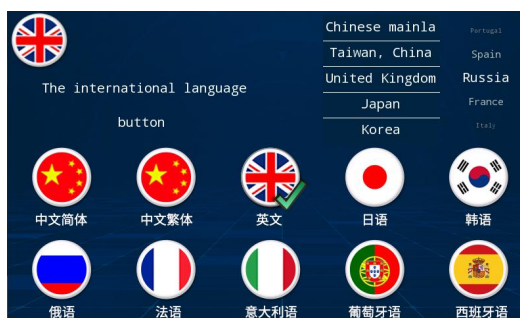 Chinese mainla
Taiwan, China
United Kingdom
Japan
Korea
Portugal
Spain
Russia
France
Italy
The international language
button
中文简体
中文繁体
英文
日语
韩语
俄语
法语
意大利语
葡萄牙语
西班牙语